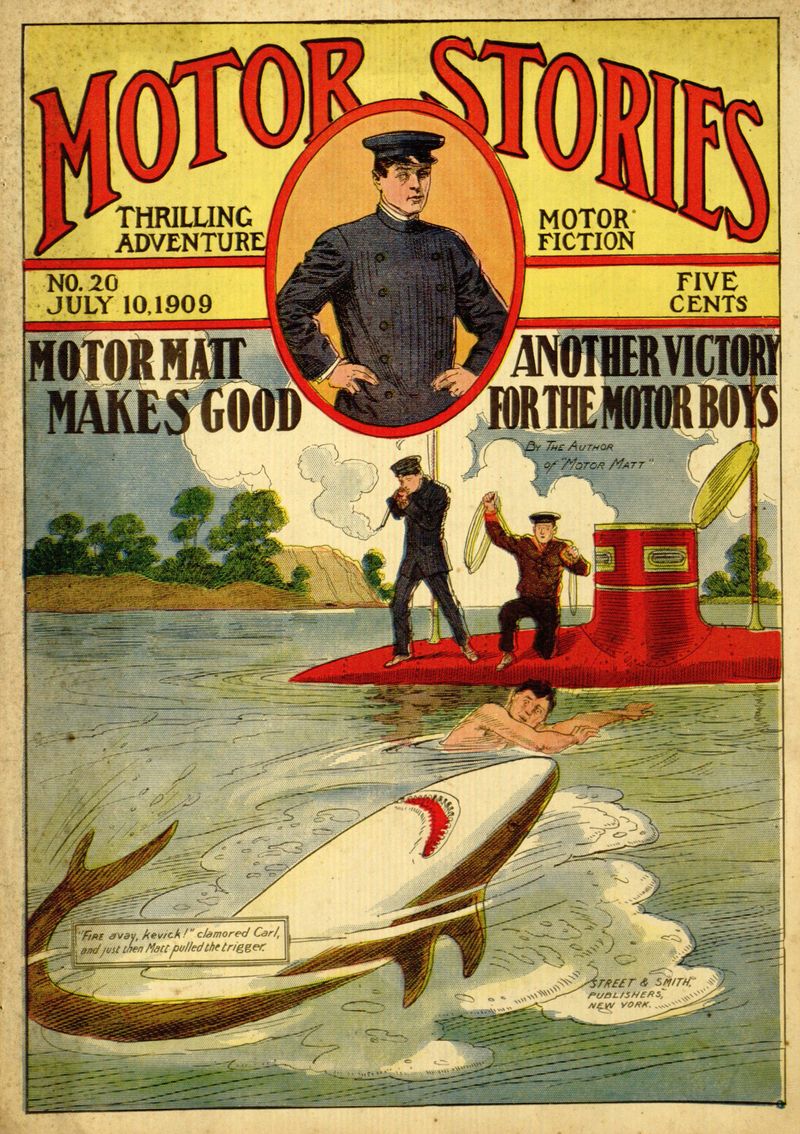 MOTOR STORIES
THRILLING
ADVENTURE
MOTOR
FICTION
NO. 20
JULY 10, 1909
FIVE
CENTS
MOTOR MATT
MAKES GOOD
ANOTHER VICTORY
FOR THE MOTOR BOYS
BY THE AUTHOR
OF "MOTOR MATT"
"FIRE avay, kevick!" clamored Carl,
and just then Matt pulled the trigger.
STREET & SMITH,
PUBLISHERS,
NEW YORK.